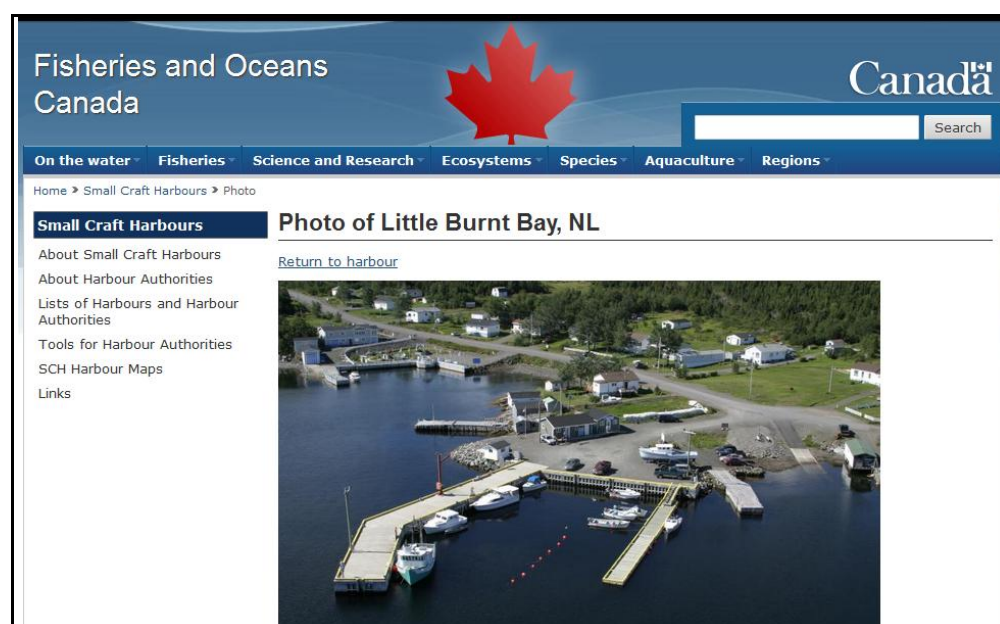 Fisheries and Oceans
Canada
Canada
Search
On the water Fisheries Science and Research Ecosystems Species Aquaculture Regions
Home > Small Craft Harbours > Photo
Small Craft Harbours
About Small Craft Harbours
About Harbour Authorities
Lists of Harbours and Harbour
Authorities
Tools for Harbour Authorities
SCH Harbour Maps
Links
Photo of Little Burnt Bay, NL
Return to harbour